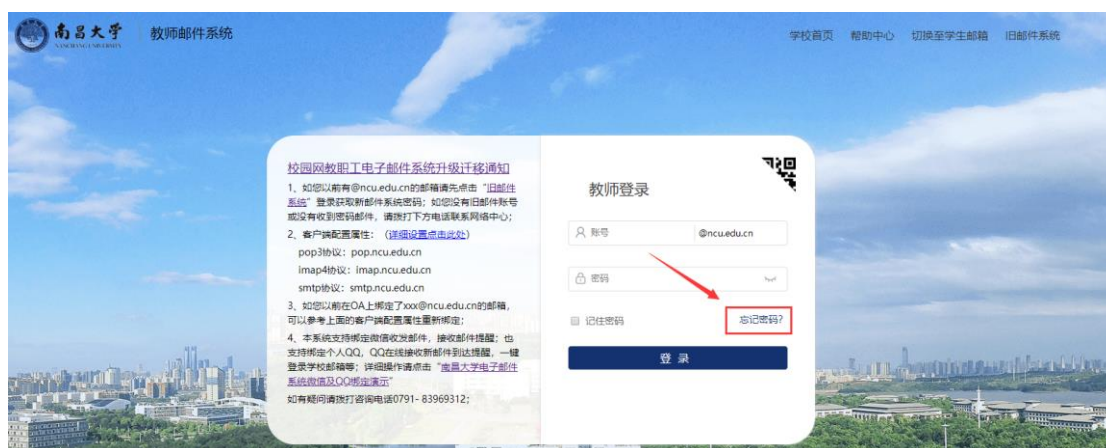 南昌大学
NANCHANG UNIVERSITY
教师邮件系统
学校首页 帮助中心 切换至学生邮箱 旧邮件系统
校园网教职工电子邮件系统升级迁移通知
1、如您以前有@ncu.edu.cn的邮箱请先点击“旧邮件
系统”登录获取新邮件系统密码；如您没有旧邮件账号
或没有收到密码邮件，请拨打下方电话联系网络中心；
2、客户端配置属性：（详细设置点击此处）
pop3协议：pop.ncu.edu.cn
imap4协议：imap.ncu.edu.cn
smtp协议：smtp.ncu.edu.cn
3、如您以前在OA上绑定了xxx@ncu.edu.cn的邮箱，
可以参考上面的客户端配置属性重新绑定；
4、本系统支持绑定微信收发邮件，接收邮件提醒；也
支持绑定个人QQ，QQ在线接收新邮件到达提醒，一键
登录学校邮箱等；详细操作请点击“南昌大学电子邮件
系统微信及QQ绑定演示”
如有疑问请拨打咨询电话0791- 83969312；
教师登录
账号 @ncu.edu.cn
密码
记住密码 忘记密码?
登 录